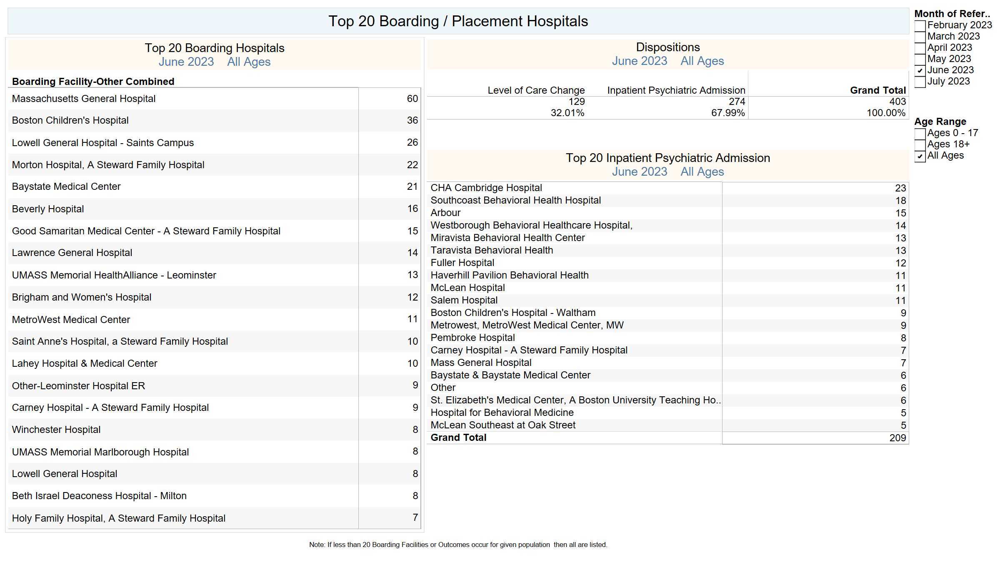 Top 20 Boarding / Placement Hospitals
Top 20 Boarding Hospitals
June 2023 All Ages
Boarding Facility-Other Combined
Massachusetts General Hospital 60
Boston Children's Hospital 36
Lowell General Hospital - Saints Campus 26
Morton Hospital, A Steward Family Hospital 22
Baystate Medical Center 21
Beverly Hospital 16
Good Samaritan Medical Center - A Steward Family Hospital 15
Lawrence General Hospital 14
UMASS Memorial HealthAlliance - Leominster 13
Brigham and Women's Hospital 12
MetroWest Medical Center 11
Saint Anne's Hospital, a Steward Family Hospital 10
Lahey Hospital & Medical Center 10
Other-Leominster Hospital ER 9
Carney Hospital - A Steward Family Hospital 9
Winchester Hospital 8
UMASS Memorial Marlborough Hospital 8
Lowell General Hospital 8
Beth Israel Deaconess Hospital - Milton 8
Holy Family Hospital, A Steward Family Hospital 7
Dispositions
June 2023 All Ages
Level of Care Change Inpatient Psychiatric Admission Grand Total
129 274 403
32.01% 67.99% 100.00%
Top 20 Inpatient Psychiatric Admission
June 2023 All Ages
CHA Cambridge Hospital 23
Southcoast Behavioral Health Hospital 18
Arbour 15
Westborough Behavioral Healthcare Hospital, 14
Miravista Behavioral Health Center 13
Taravista Behavioral Health 13
Fuller Hospital 12
Haverhill Pavilion Behavioral Health 11
McLean Hospital 11
Salem Hospital 11
Boston Children's Hospital - Waltham 9
Metrowest, MetroWest Medical Center, MW 9
Pembroke Hospital 8
Carney Hospital - A Steward Family Hospital 7
Mass General Hospital 7
Baystate & Baystate Medical Center 6
Other 6
St. Elizabeth's Medical Center, A Boston University Teaching Ho.. 6
Hospital for Behavioral Medicine 5
McLean Southeast at Oak Street 5
Grand Total 209
Month of Refer..
February 2023
March 2023
April 2023
May 2023
June 2023
July 2023
Age Range
Ages 0 - 17
Ages 18+
All Ages
Note: If less than 20 Boarding Facilities or Outcomes occur for given population then all are listed.